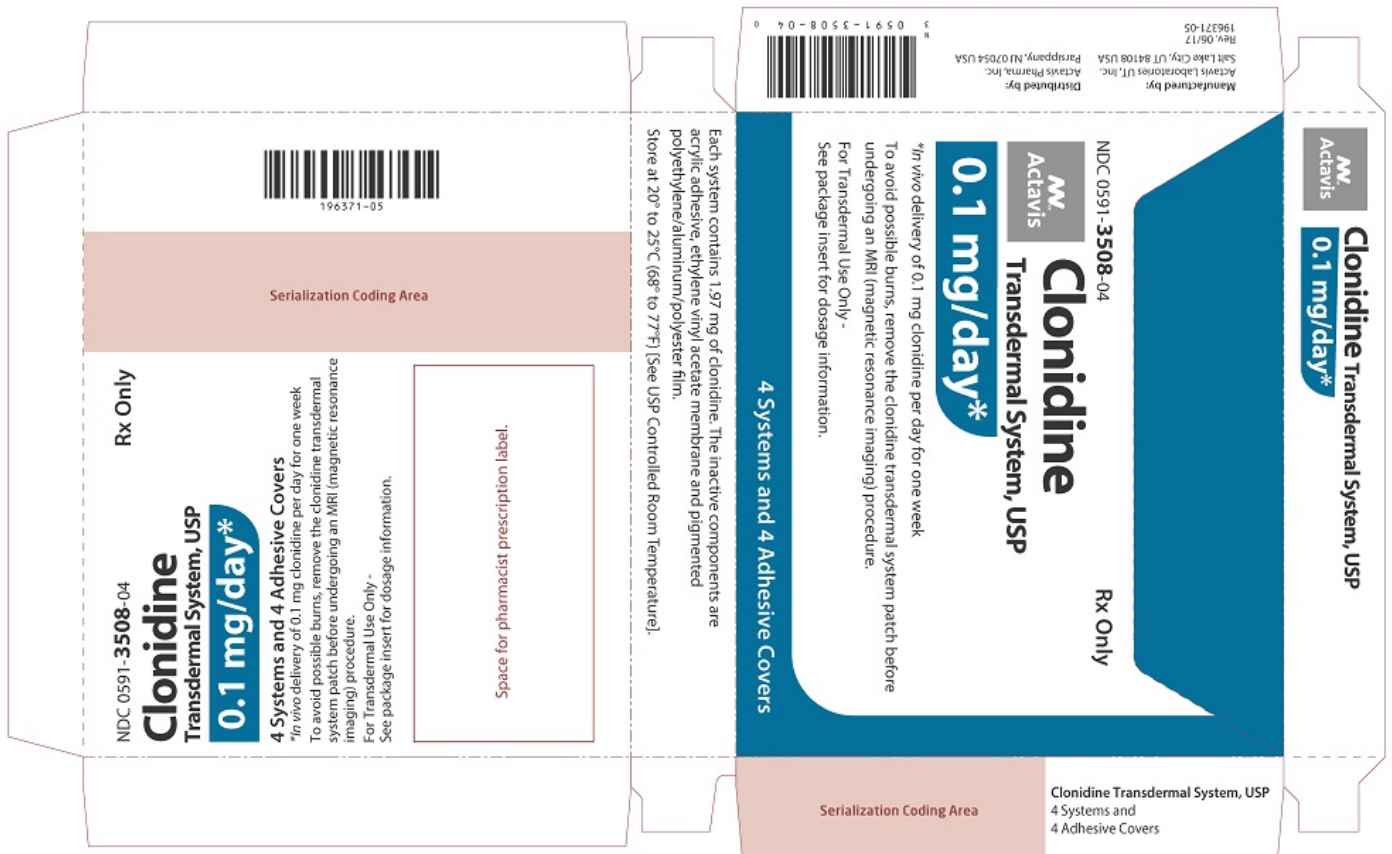 196371-05
Serialization Coding Area
NDC 0591-3508-04
Rx Only
Clonidine
Transdermal System, USP
0.1 mg/day*
4 Systems and 4 Adhesive Covers
*In vivo delivery of 0.1 mg clonidine per day for one week
To avoid possible burns, remove the clonidine transdermal
system patch before undergoing an MRI (magnetic resonance
imaging) procedure.
For Transdermal Use Only -
See package insert for dosage information.
Space for pharmacist prescription label.
Each system contains 1.97 mg of clonidine. The inactive components are
acrylic adhesive, ethylene vinyl acetate membrane and pigmented
polyethylene/aluminum/polyester film.
Store at 20° to 25°C (68° to 77°F) [See USP Controlled Room Temperature].
N
3 0591-3508-04 0
Manufactured by:
Actavis Laboratories UT, Inc.
Salt Lake, City, UT 84108 USA
Rev. 06/17
196371-05
Distributed by:
Actavis Pharma, Inc.
Parsippany, NJ 07054 USA
NDC 0591-3508-04
Rx Only
Actavis
Clonidine
Transdermal System, USP
0.1 mg/day*
*In vivo delivery of 0.1 mg clonidine per day for one week
To avoid possible burns, remove the clonidine transdermal system patch before
undergoing an MRI (magnetic resonance imaging) procedure.
For Transdermal Use Only -
See package insert for dosage information.
4 Systems and 4 Adhesive Covers
Serialization Coding Area
Clonidine Transdermal System, USP
4 Systems and
4 Adhesive Covers
Actavis
Clonidine Transdermal System, USP
0.1 mg/day*